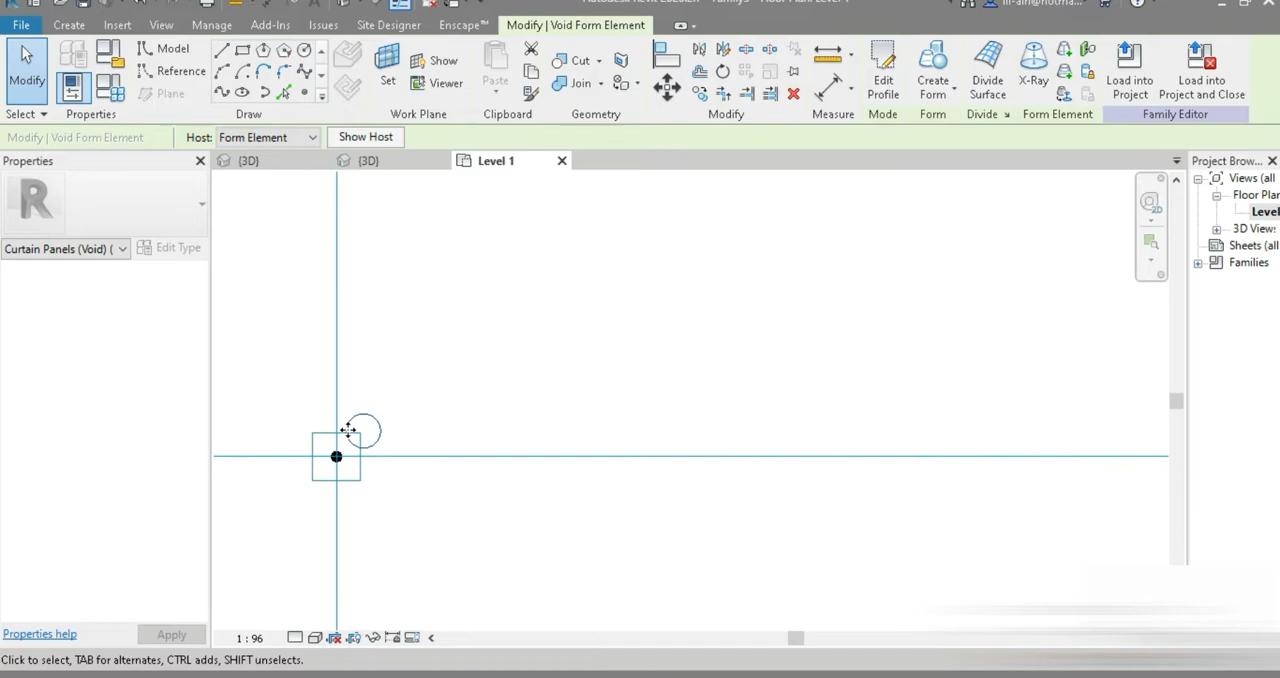 File Create Insert View Manage Add-Ins Issues Site Designer Enscape™ Modify | Void Form Element
Modify
Model
Reference
Plane
Set
Show
Viewer
Paste
Cut
Join
Edit Profile
Create Form
Divide Surface
X-Ray
Load into Project
Load into Project and Close
Select Properties Draw Work Plane Clipboard Geometry Modify Measure Mode Form Divide Form Element Family Editor
Modify | Void Form Element Host: Form Element Show Host
Properties {3D} {3D} Level 1 Project Brow...
R
Views (all
Floor Plan
Level
3D View:
Sheets (all
Families
2D
Curtain Panels (Void) ( Edit Type
Properties help Apply
1 : 96
Click to select, TAB for alternates, CTRL adds, SHIFT unselects.